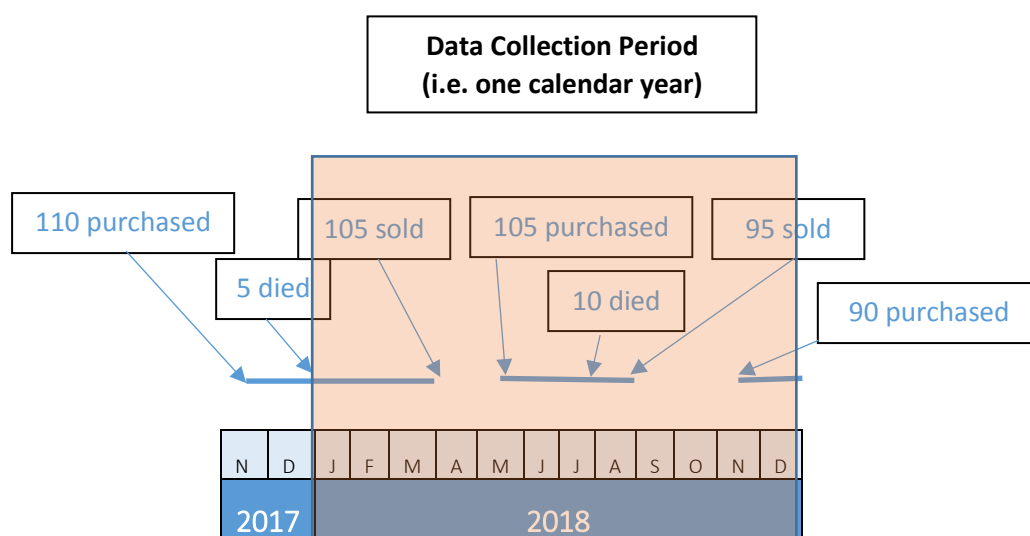 Data Collection Period
(i.e. one calendar year)
110 purchased
105 sold
105 purchased
95 sold
5 died
10 died
90 purchased
N D J F M A M J J A S O N D
2017 2018